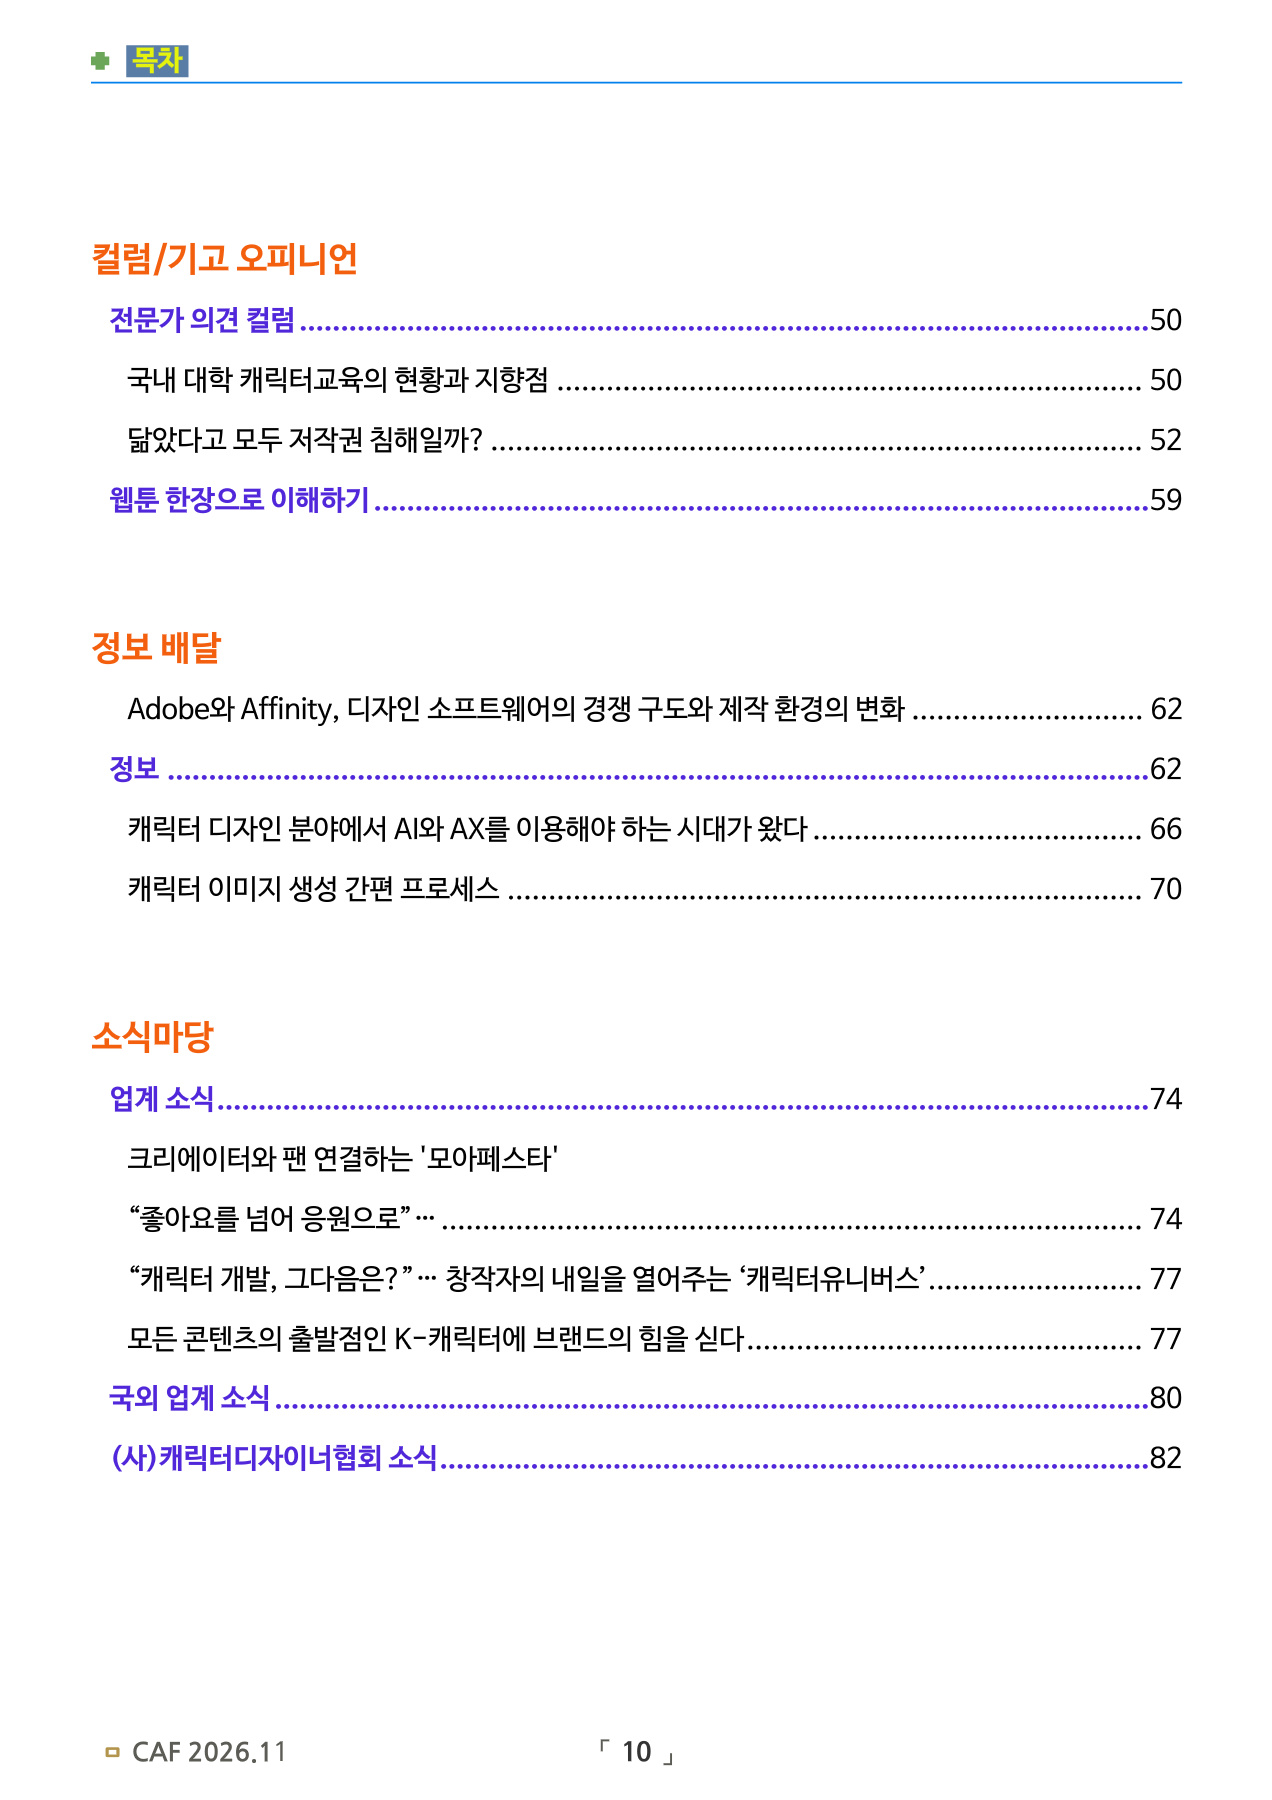 목차
컬럼/기고 오피니언
전문가 의견 컬럼 50
국내 대학 캐릭터교육의 현황과 지향점 50
닮았다고 모두 저작권 침해일까? 52
웹툰 한장으로 이해하기 59
정보 배달
Adobe와 Affinity, 디자인 소프트웨어의 경쟁 구도와 제작 환경의 변화 62
정보 62
캐릭터 디자인 분야에서 AI와 AX를 이용해야 하는 시대가 왔다 66
캐릭터 이미지 생성 간편 프로세스 70
소식마당
업계 소식 74
크리에이터와 팬 연결하는 '모아페스타'
“좋아요를 넘어 응원으로”… 74
“캐릭터 개발, 그다음은?”… 창작자의 내일을 열어주는 ‘캐릭터유니버스’ 77
모든 콘텐츠의 출발점인 K-캐릭터에 브랜드의 힘을 싣다 77
국외 업계 소식 80
(사)캐릭터디자이너협회 소식 82
CAF 2026.11 「 10 」